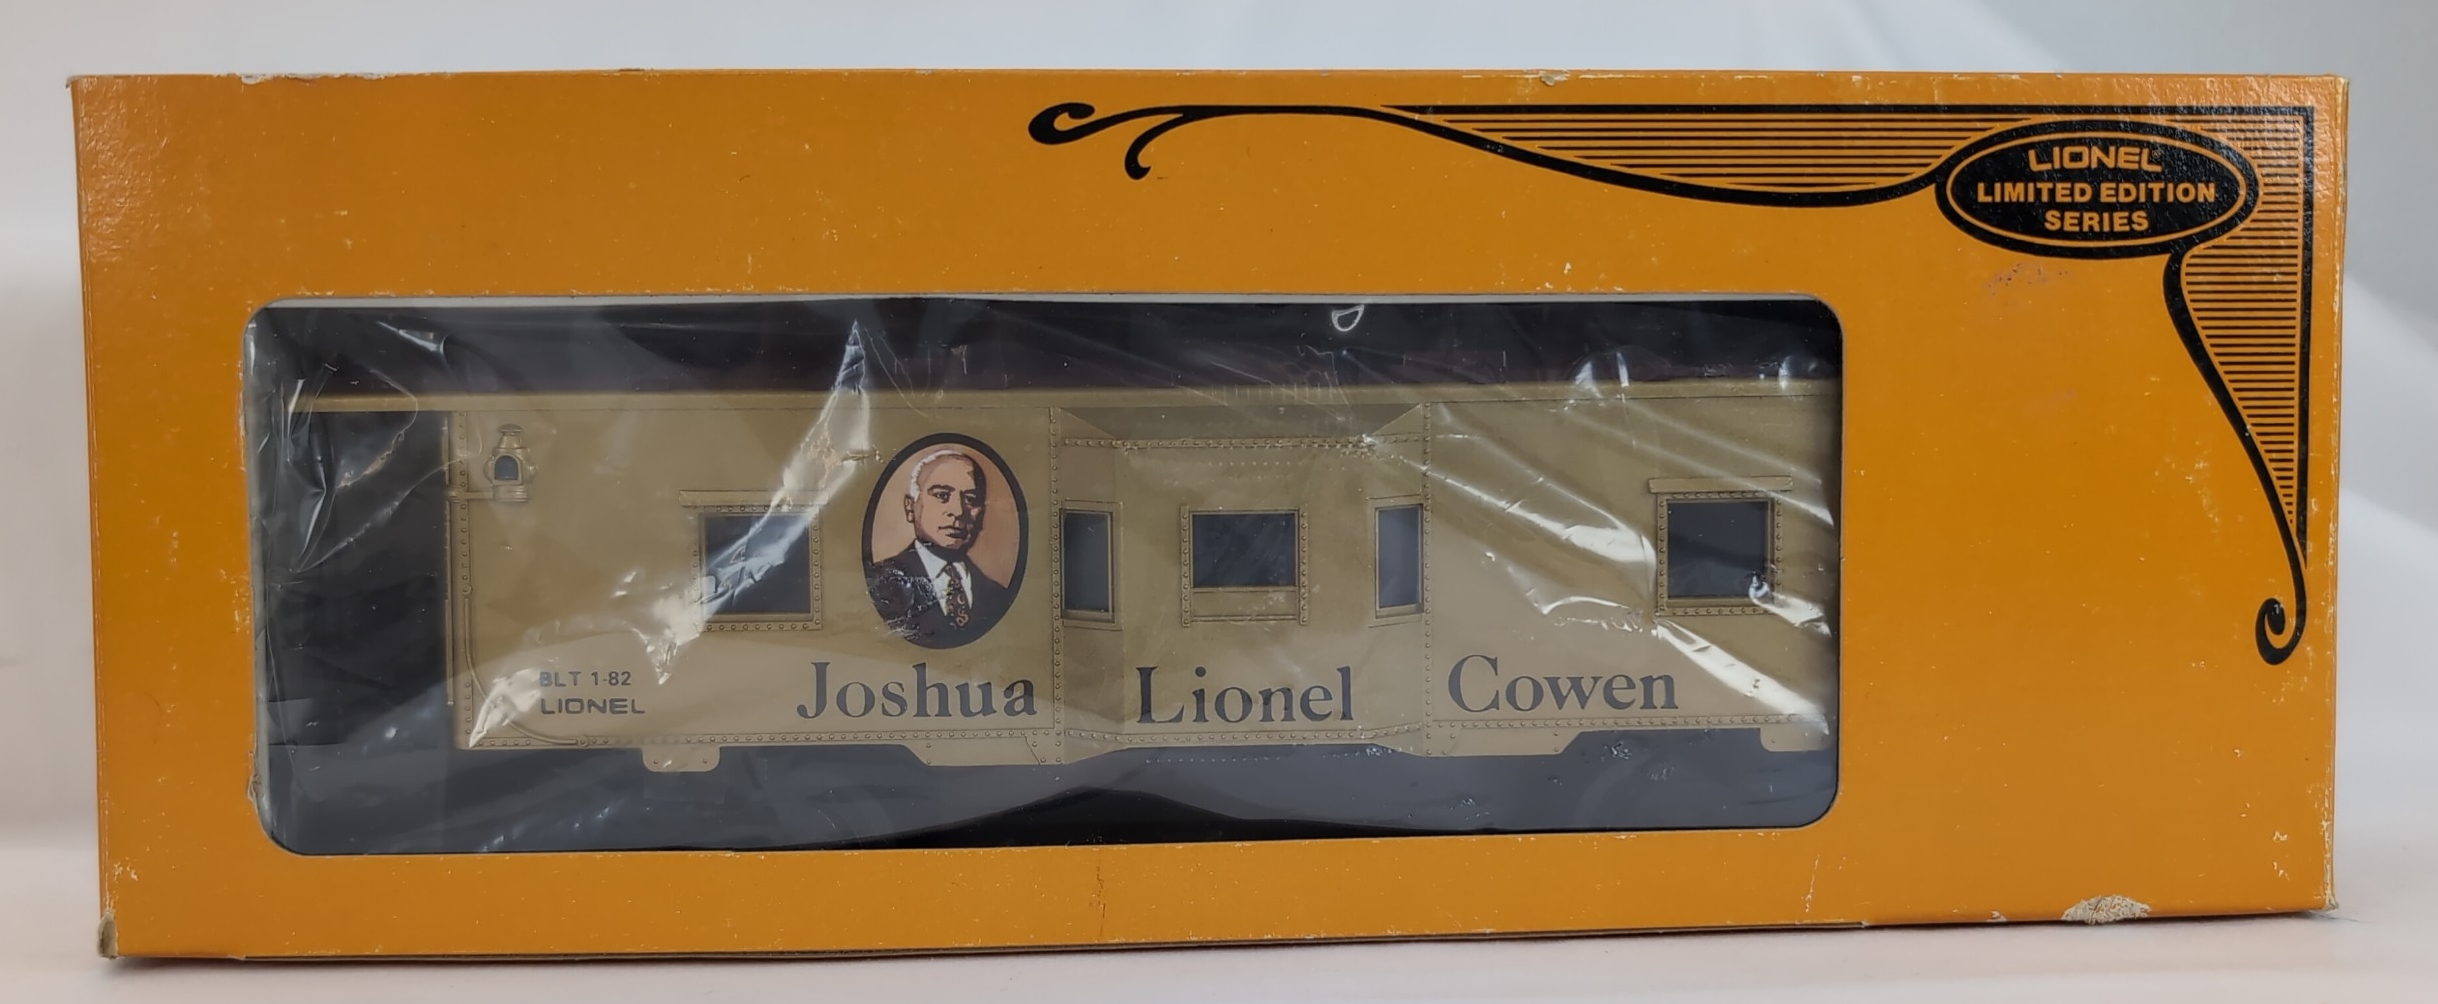 LIONEL
LIMITED EDITION
SERIES
BLT 1-82
LIONEL
Joshua Lionel Cowen